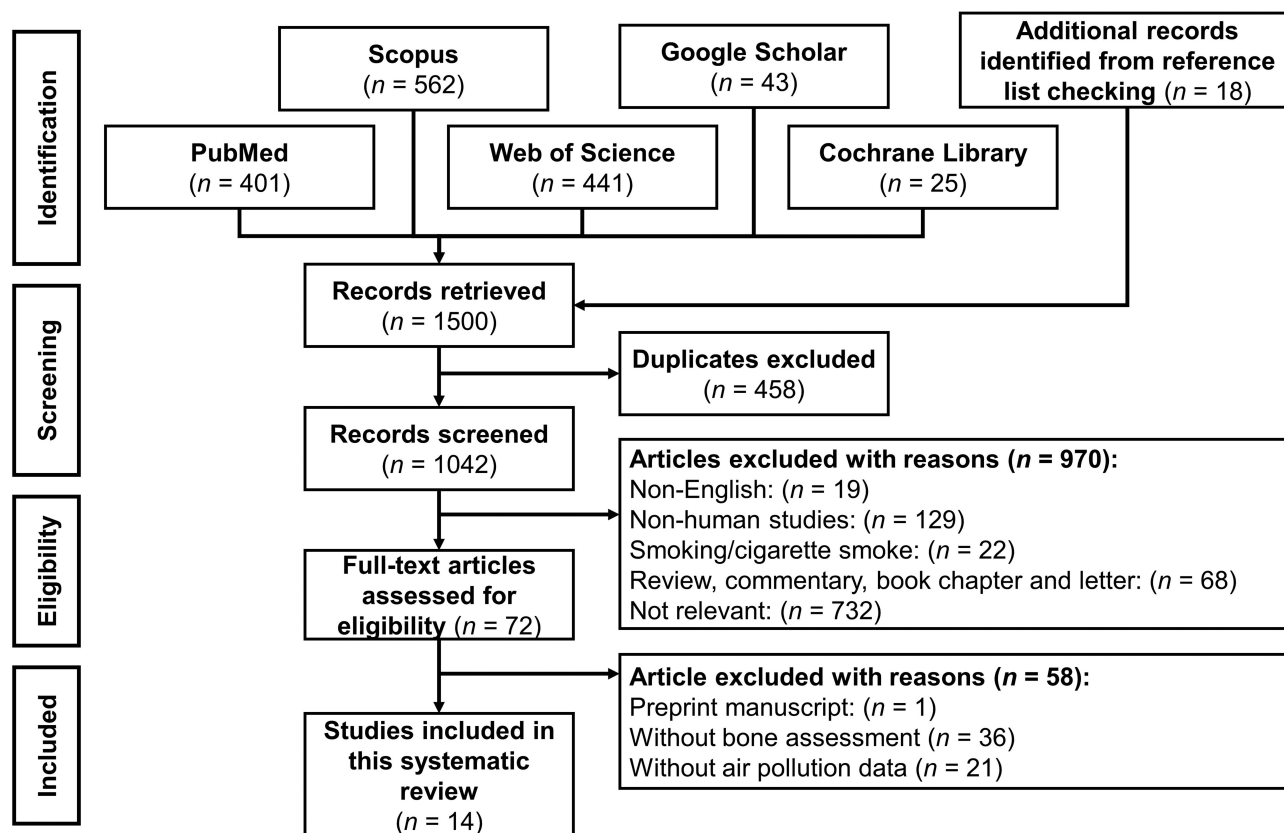 Identification
Scopus
(n = 562)
Google Scholar
(n = 43)
Additional records
identified from reference
list checking (n = 18)
PubMed
(n = 401)
Web of Science
(n = 441)
Cochrane Library
(n = 25)
Screening
Records retrieved
(n = 1500)
Duplicates excluded
(n = 458)
Records screened
(n = 1042)
Articles excluded with reasons (n = 970):
Non-English: (n = 19)
Non-human studies: (n = 129)
Smoking/cigarette smoke: (n = 22)
Review, commentary, book chapter and letter: (n = 68)
Not relevant: (n = 732)
Eligibility
Full-text articles
assessed for
eligibility (n = 72)
Article excluded with reasons (n = 58):
Preprint manuscript: (n = 1)
Without bone assessment (n = 36)
Without air pollution data (n = 21)
Included
Studies included in
this systematic
review
(n = 14)